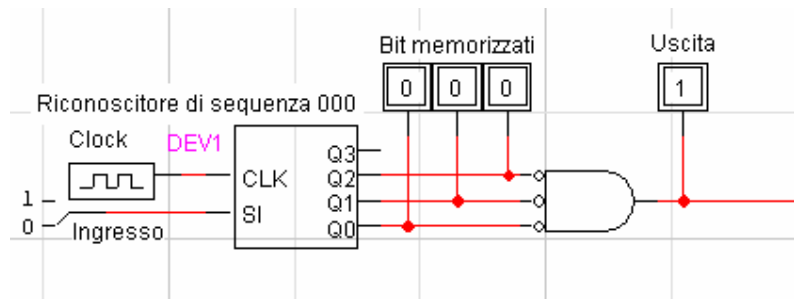 Bit memorizzati
Uscita
0 0 0
1
Riconoscitore di sequenza 000
Clock
DEV1
Q3
CLK
Q2
1
Q1
SI
0
Ingresso
Q0